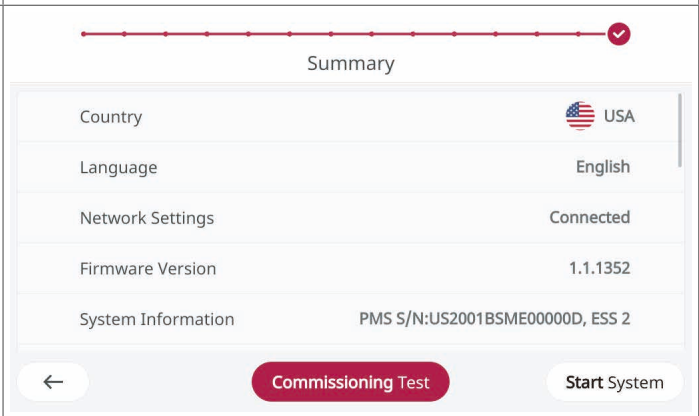 Summary
Country USA
Language English
Network Settings Connected
Firmware Version 1.1.1352
System Information PMS S/N:US2001BSME00000D, ESS 2
Commissioning Test Start System